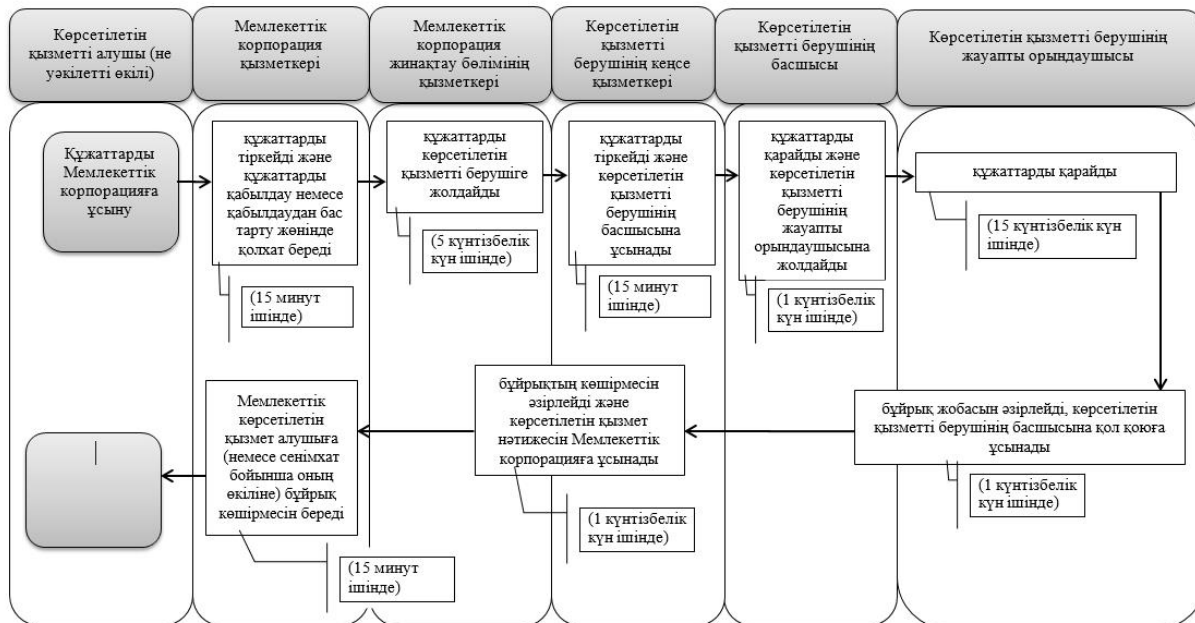 Көрсетілетін
қызметті алушы (не
уәкілетті өкілі)
Мемлекеттік
корпорация
қызметкері
Мемлекеттік
корпорация
жинақтау бөлімінің
қызметкері
Көрсетілетін
қызметті
берушінің кеңсе
қызметкері
Көрсетілетін
қызметті берушінің
басшысы
Көрсетілетін қызметті берушінің
жауапты орындаушысы
Құжаттарды
Мемлекеттік
корпорацияға
ұсыну
құжаттарды
тіркейді және
құжаттарды
қабылдау немесе
қабылдаудан бас
тарту жөнінде
қолхат береді
(15 минут
ішінде)
құжаттарды
көрсетілетін
қызметті берушіге
жолдайды
(5 күнтізбелік
күн ішінде)
құжаттарды
тіркейді және
көрсетілетін
қызметті
берушінің
басшысына
ұсынады
(15 минут
ішінде)
құжаттарды
қарайды және
көрсетілетін
қызметті
берушінің
жауапты
орындаушысына
жолдайды
(1 күнтізбелік
күн ішінде)
құжаттарды қарайды
(15 күнтізбелік күн
ішінде)
бұйрық жобасын әзірлейді, көрсетілетін
қызметті берушінің басшысына қол қоюға
ұсынады
(1 күнтізбелік
күн ішінде)
бұйрықтың көшірмесін
әзірлейді және
көрсетілетін қызмет
нәтижесін Мемлекеттік
корпорацияға ұсынады
(1 күнтізбелік
күн ішінде)
Мемлекеттік
көрсетілетін
қызмет алушыға
(немесе сенімхат
бойынша оның
өкіліне) бұйрық
көшірмесін береді
(15 минут
ішінде)